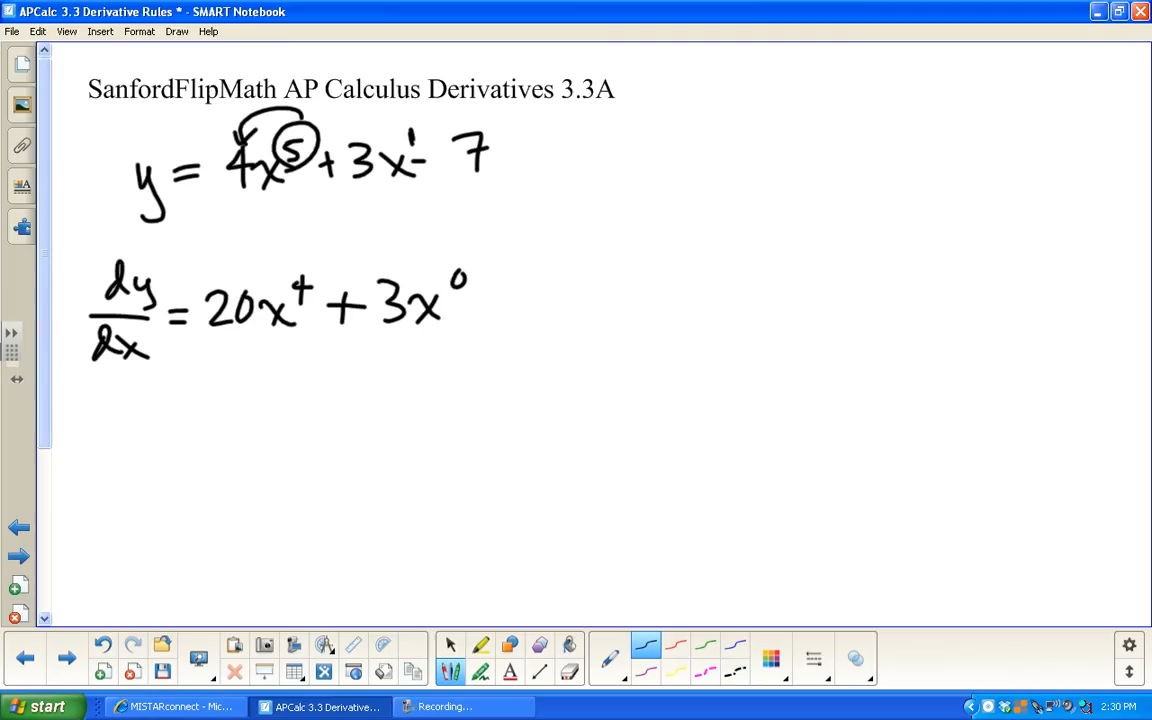 APCalc 3.3 Derivative Rules * - SMART Notebook
File Edit View Insert Format Draw Help
SanfordFlipMath AP Calculus Derivatives 3.3A
y = 4x⁵ + 3x¹ - 7
dy/dx = 20x⁴ + 3x⁰
A
start
MISTARconnect - Mic...
APCalc 3.3 Derivative...
Recording...
2:30 PM